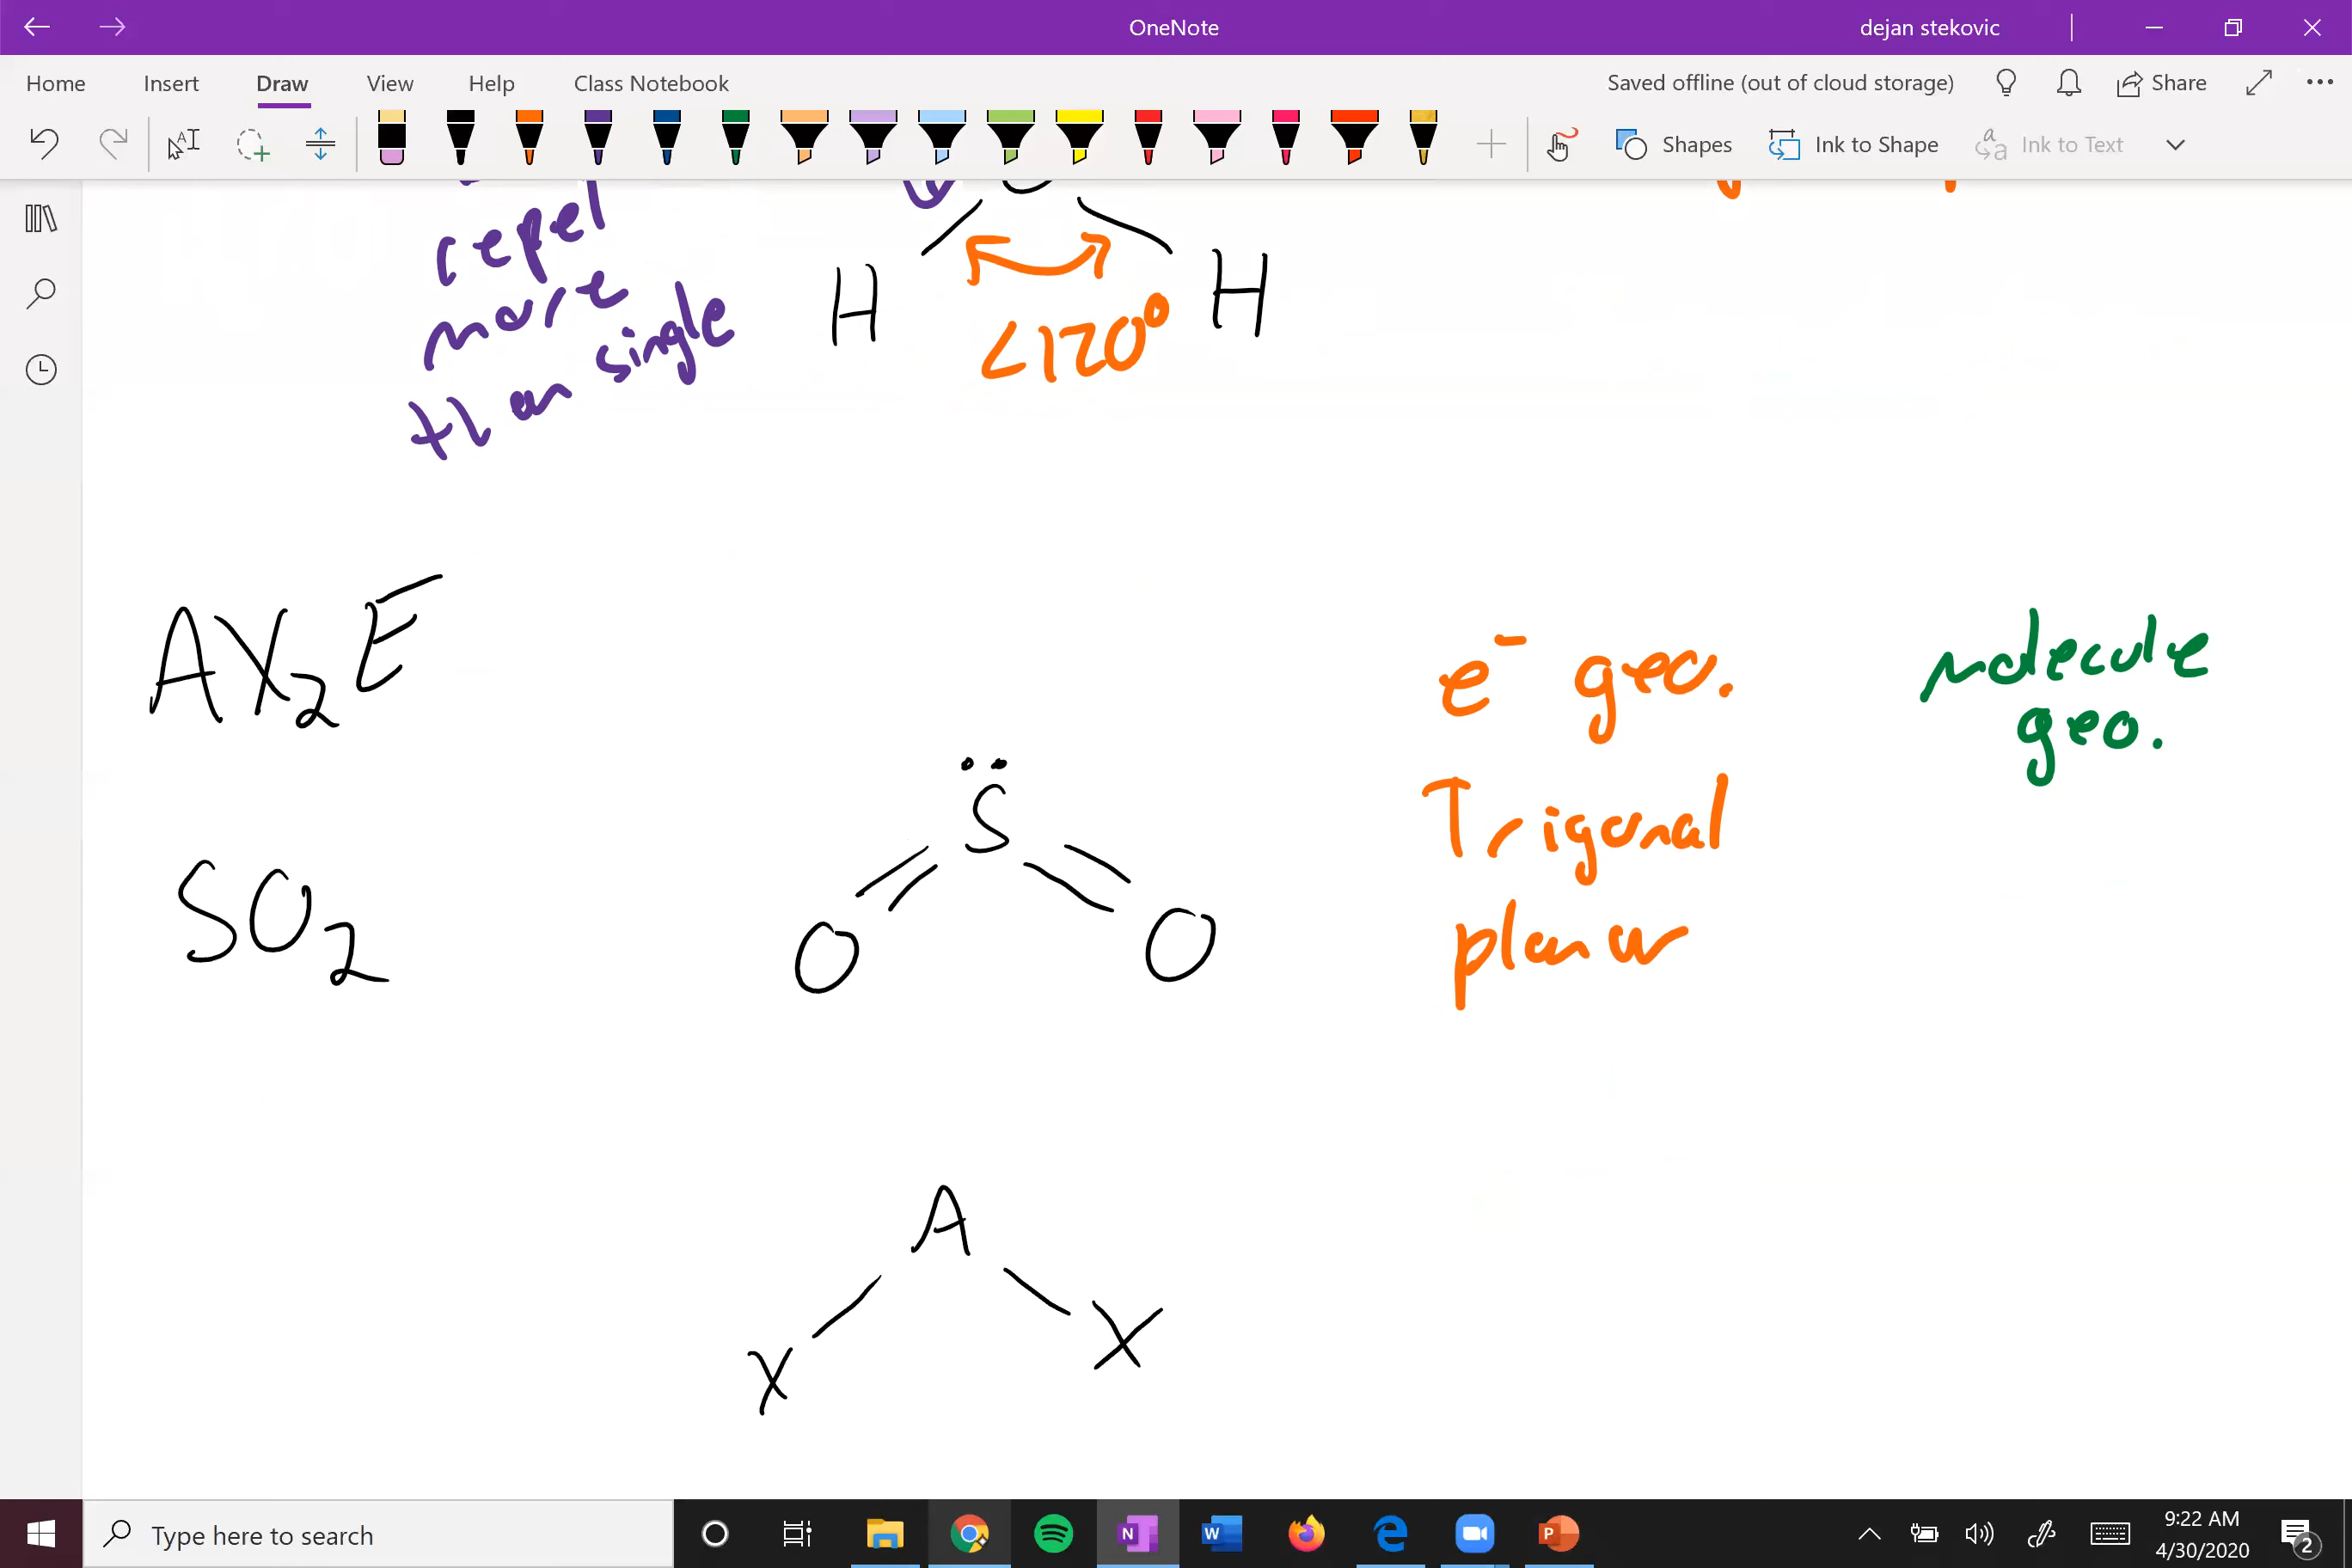 OneNote
dejan stekovic
Home Insert Draw View Help Class Notebook
Saved offline (out of cloud storage)
Share
Shapes
Ink to Shape
Ink to Text
repel
more
than single
H
H
<120°
AX₂E
e⁻ geo.
molecule
geo.
Trigonal
planar
SO₂
S
O
O
A
X
X
Type here to search
9:22 AM
4/30/2020
2